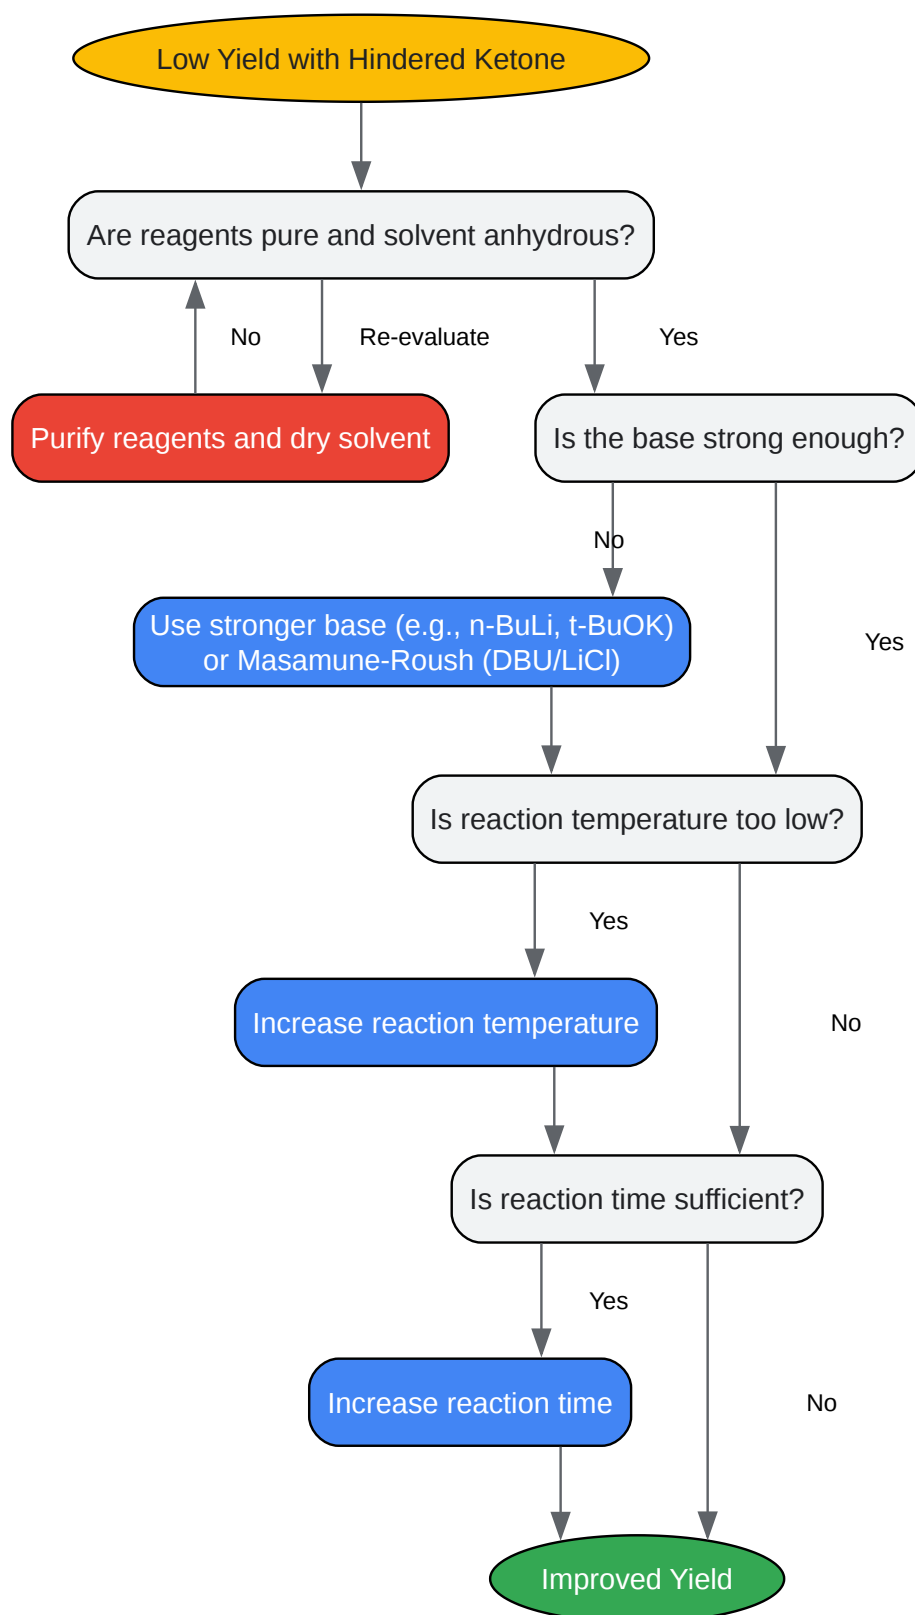 Low Yield with Hindered Ketone
Are reagents pure and solvent anhydrous?
No
Re-evaluate
Yes
Purify reagents and dry solvent
Is the base strong enough?
No
Use stronger base (e.g., n-BuLi, t-BuOK)
or Masamune-Roush (DBU/LiCl)
Yes
Is reaction temperature too low?
Yes
Increase reaction temperature
No
Is reaction time sufficient?
Yes
Increase reaction time
No
Improved Yield